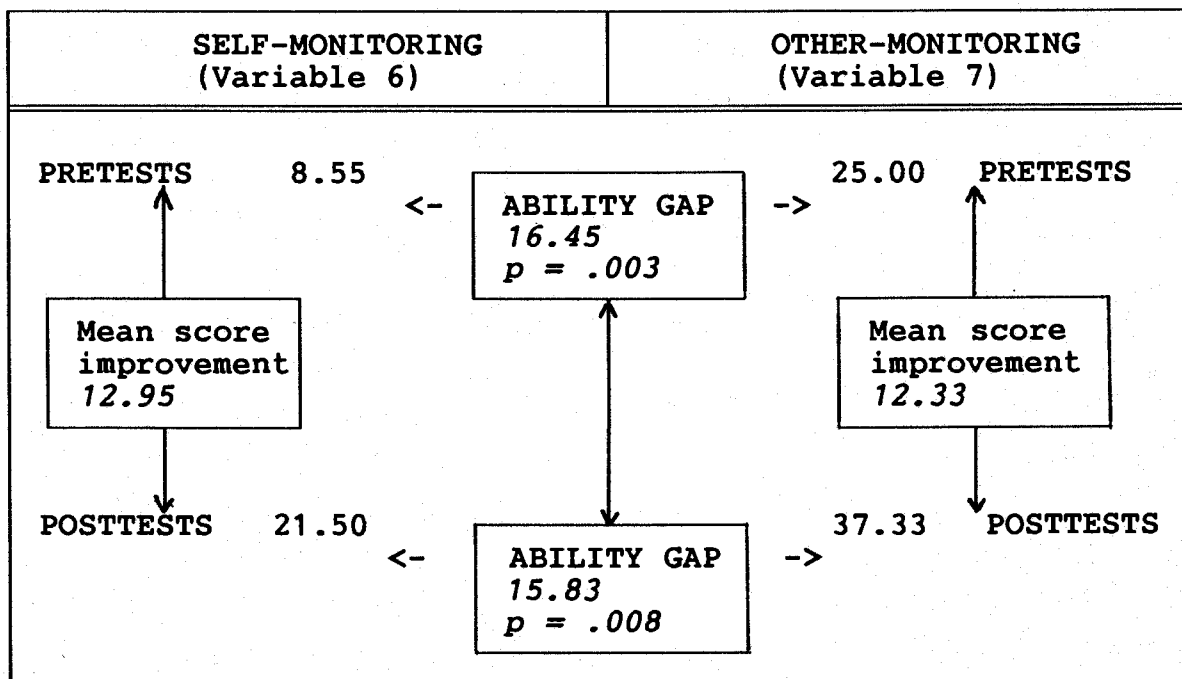 SELF-MONITORING
(Variable 6)
OTHER-MONITORING
(Variable 7)
PRETESTS 8.55
<-
ABILITY GAP
16.45
p = .003
->
25.00 PRETESTS
Mean score
improvement
12.95
Mean score
improvement
12.33
POSTTESTS 21.50
<-
ABILITY GAP
15.83
p = .008
->
37.33 POSTTESTS